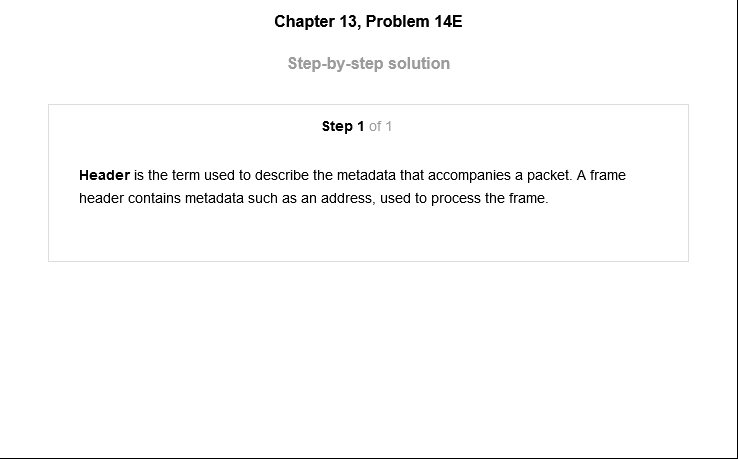 Chapter 13, Problem 14E
Step-by-step solution
Step 1 of 1
Header is the term used to describe the metadata that accompanies a packet. A frame
header contains metadata such as an address, used to process the frame.